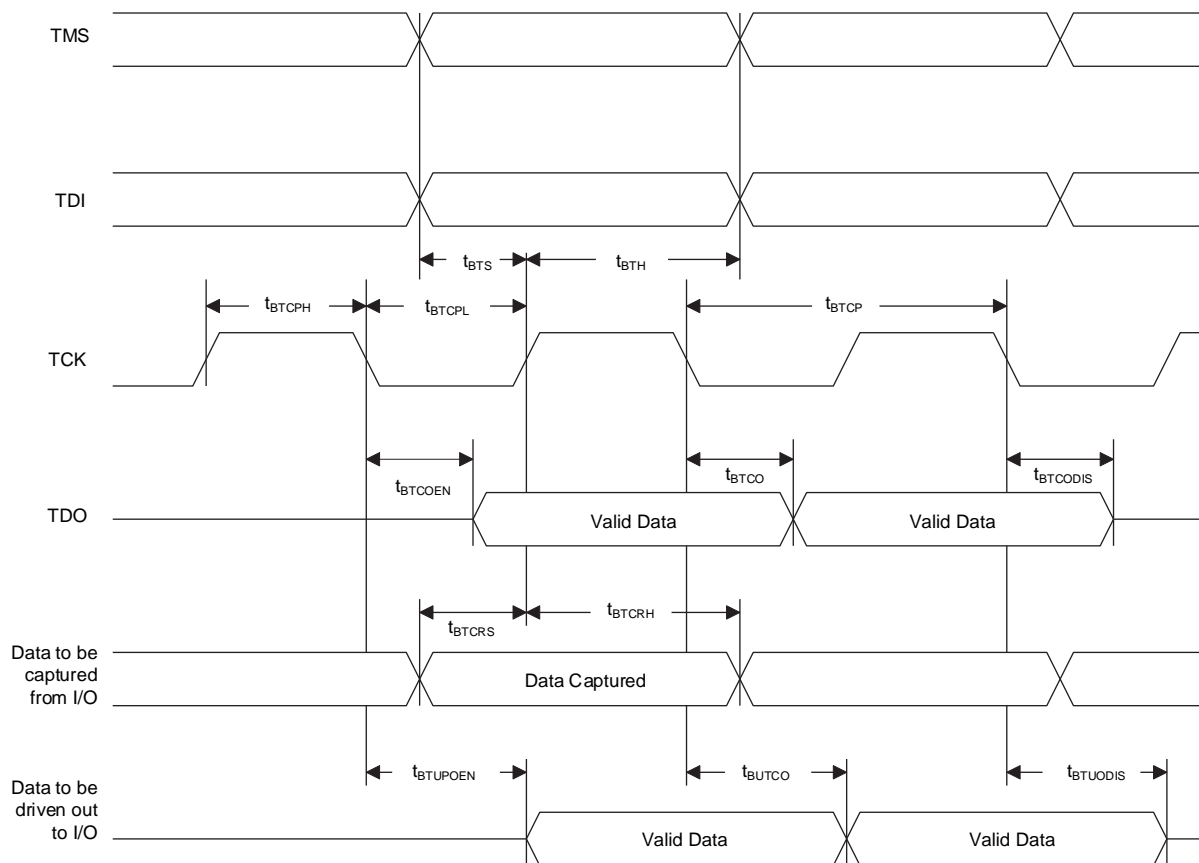 TMS
TDI
tBTS
tBTH
tBTCPH
tBTCPL
tBTCP
TCK
tBTCOEN
tBTCO
tBTCODIS
TDO
Valid Data
Valid Data
tBTCRS
tBTCRH
Data to be
captured
from I/O
Data Captured
tBTUPOEN
tBUTCO
tBTUODIS
Data to be
driven out
to I/O
Valid Data
Valid Data